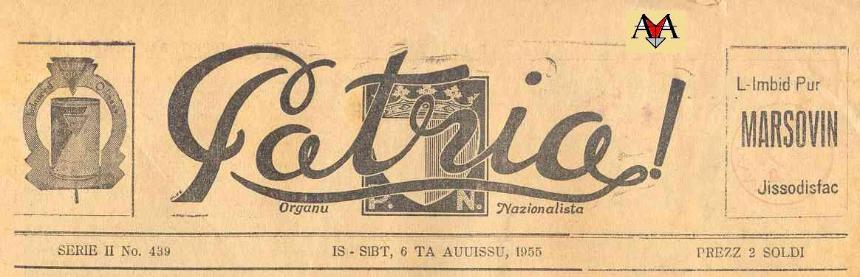 AVA
Patria!
L-Imbid Pur
MARSOVIN
Jissodisfac
P. N.
Organu Nazionalista
SERIE II No. 439 IS - SIBT, 6 TA AUUISSU, 1955 PREZZ 2 SOLDI